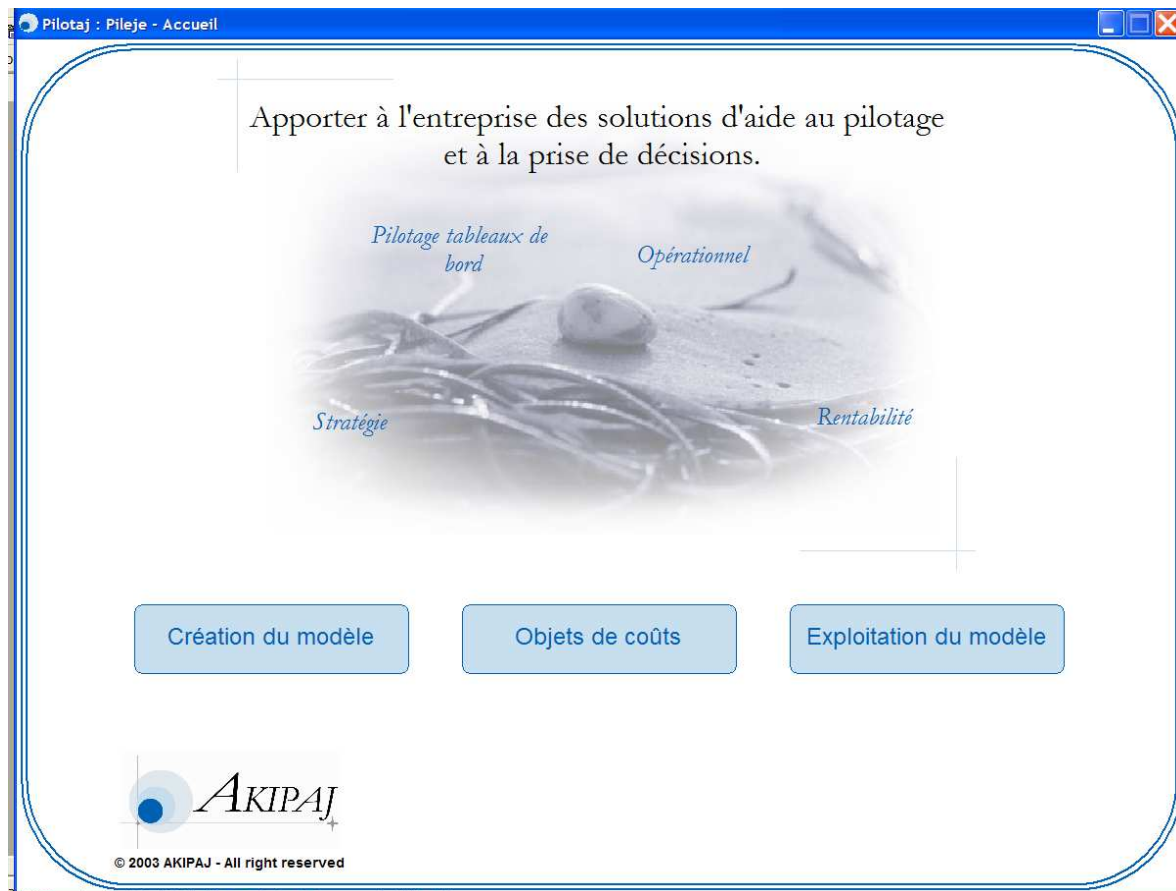 Pilotaj : Pileje - Accueil
Apporter à l'entreprise des solutions d'aide au pilotage
et à la prise de décisions.
Pilotage tableaux de
bord
Opérationnel
Stratégie
Rentabilité
Création du modèle
Objets de coûts
Exploitation du modèle
AKIPAJ
© 2003 AKIPAJ - All right reserved